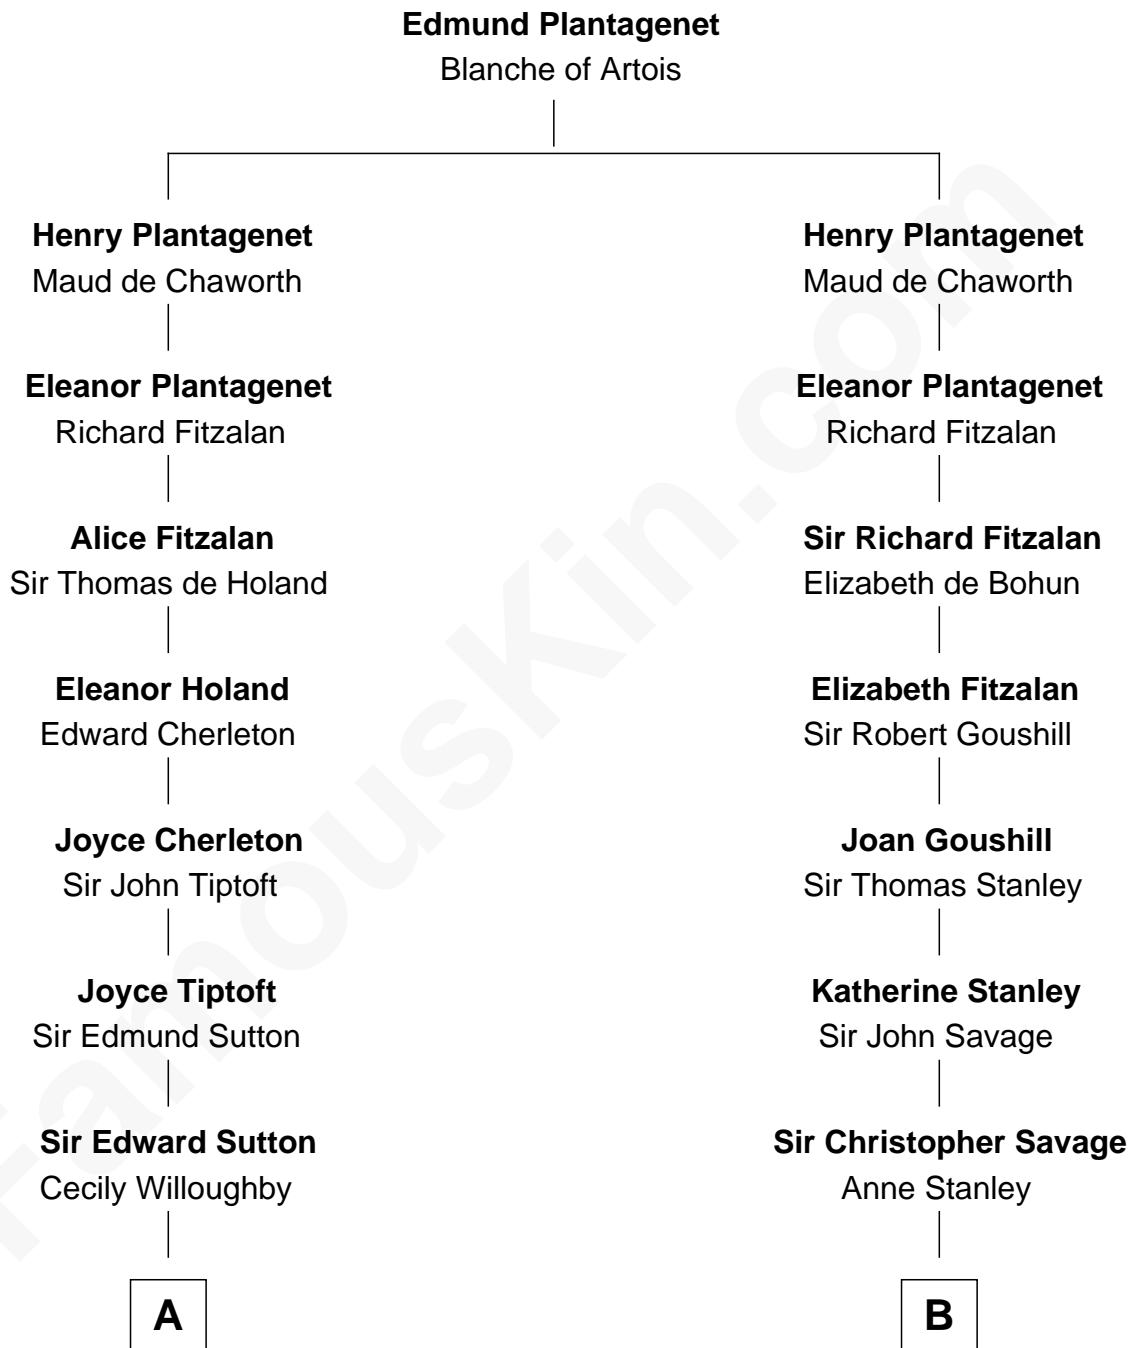 Edmund Plantagenet
Blanche of Artois
Henry Plantagenet
Maud de Chaworth
Henry Plantagenet
Maud de Chaworth
Eleanor Plantagenet
Richard Fitzalan
Eleanor Plantagenet
Richard Fitzalan
Alice Fitzalan
Sir Thomas de Holand
Sir Richard Fitzalan
Elizabeth de Bohun
Eleanor Holand
Edward Cherleton
Elizabeth Fitzalan
Sir Robert Goushill
Joyce Cherleton
Sir John Tiptoft
Joan Goushill
Sir Thomas Stanley
Joyce Tiptoft
Sir Edmund Sutton
Katherine Stanley
Sir John Savage
Sir Edward Sutton
Cecily Willoughby
Sir Christopher Savage
Anne Stanley
A
B
FamousKin.com